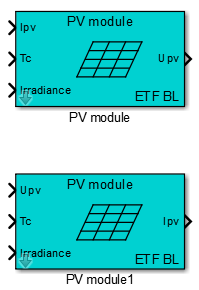 PV module
Ipv
Tc
Upv
Irradiance
ETF BL
PV module
PV module
Upv
Tc
Ipv
Irradiance
ETF BL
PV module1